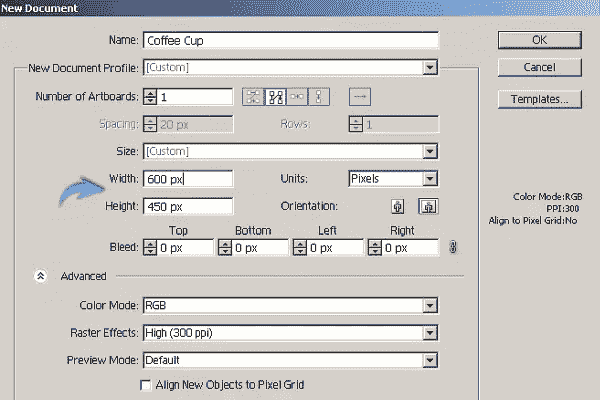 New Document
Name: Coffee Cup
OK
New Document Profile: [Custom]
Cancel
Number of Artboards: 1
Templates...
Spacing: 20 px Rows: 1
Size: [Custom]
Width: 600 px Units: Pixels
Color Mode:RGB
PPI:300
Align to Pixel Grid:No
Height: 450 px Orientation:
Top Bottom Left Right
Bleed: 0 px 0 px 0 px 0 px
Advanced
Color Mode: RGB
Raster Effects: High (300 ppi)
Preview Mode: Default
Align New Objects to Pixel Grid